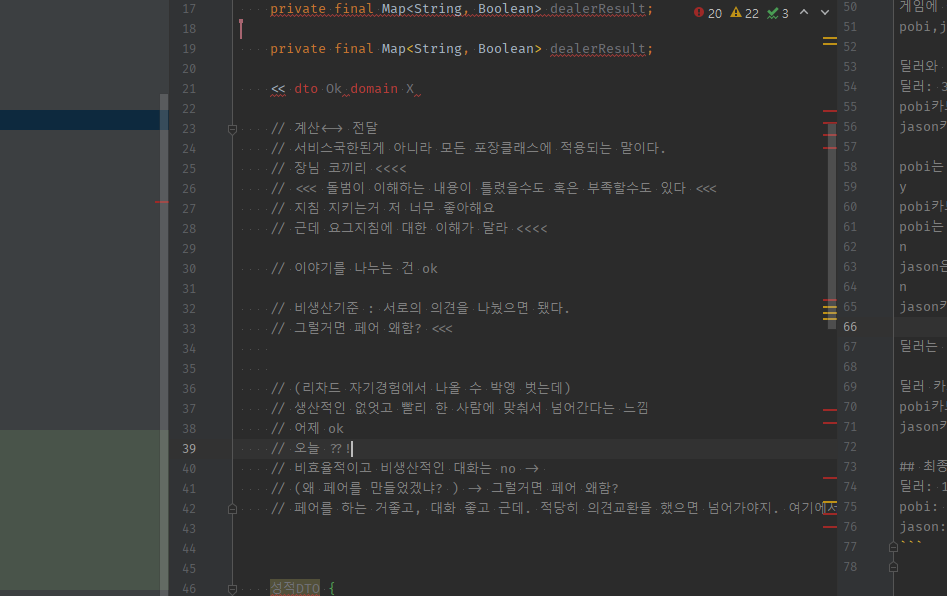 17 private final Map<String, Boolean> dealerResult;
20 22 3
18
19 private final Map<String, Boolean> dealerResult;
20
21 << dto Ok domain X
22
23 // 계산<-> 전달
24 // 서비스국한된게 아니라 모든 포장클래스에 적용되는 말이다.
25 // 장님 코끼리 <<<<
26 // <<< 돌범이 이해하는 내용이 틀렸을수도 혹은 부족할수도 있다 <<<
27 // 지침 지키는거 저 너무 좋아해요
28 // 근데 요그지침에 대한 이해가 달라 <<<<
29
30 // 이야기를 나누는 건 ok
31
32 // 비생산기준 : 서로의 의견을 나눴으면 됐다.
33 // 그럴거면 페어 왜함? <<<
34
35
36 // (리차드 자기경험에서 나올 수 박엥 벗는데)
37 // 생산적인 없엇고 빨리 한 사람에 맞춰서 넘어간다는 느낌
38 // 어제 ok
39 // 오늘 ??!
40 // 비효율적이고 비생산적인 대화는 no ->
41 // (왜 페어를 만들었겠냐? ) -> 그럴거면 페어 왜함?
42 // 페어를 하는 거좋고, 대화 좋고 근데. 적당히 의견교환을 했으면 넘어가야지. 여기에서
43
44
45
46 성적DTO {
50 게임에
51 pobi,j
52
53 딜러와
54 딜러: 3
55 pobi카
56 jason카
57
58 pobi는
59 y
60 pobi카
61 pobi는
62 n
63 jason은
64 n
65 jason카
66
67 딜러는
68
69 딜러 카
70 pobi카
71 jason카
72
73 ## 최종
74 딜러: 1
75 pobi:
76 jason:
77 ```
78